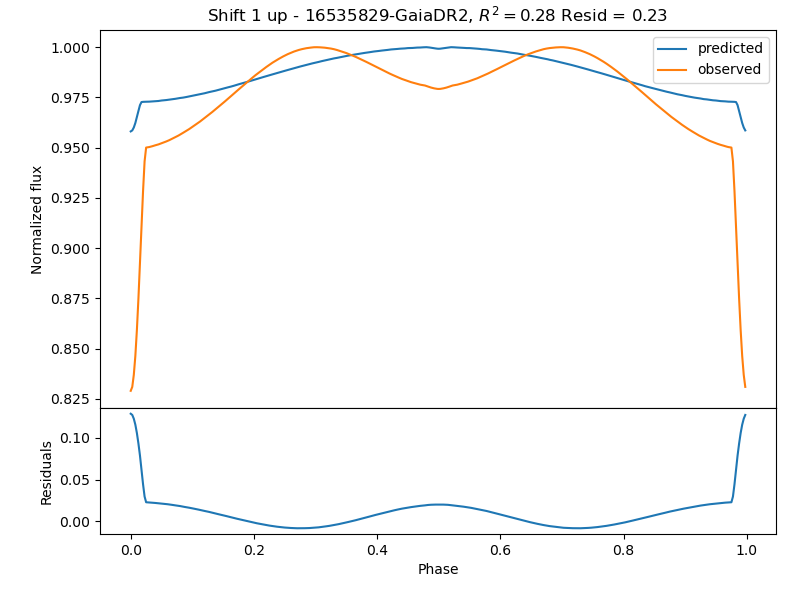 Shift 1 up - 16535829-GaiaDR2, R² = 0.28 Resid = 0.23
predicted
observed
Normalized flux
1.000
0.975
0.950
0.925
0.900
0.875
0.850
0.825
Residuals
0.10
0.05
0.00
0.0 0.2 0.4 0.6 0.8 1.0
Phase